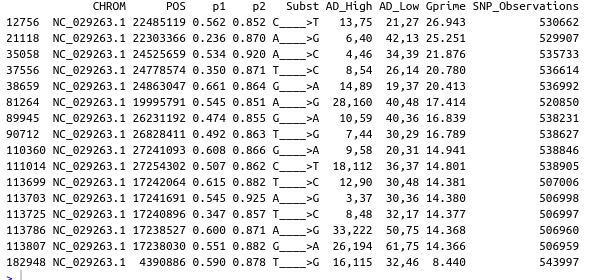 CHROM POS p1 p2 Subst AD_High AD_Low Gprime SNP_Observations
12756 NC_029263.1 22485119 0.562 0.852 C____>T 13,75 21,27 26.943 530662
21118 NC_029263.1 22303366 0.236 0.870 A____>G 6,40 42,13 25.251 529907
35058 NC_029263.1 24525659 0.534 0.920 A____>C 4,46 34,39 21.876 535733
37556 NC_029263.1 24778574 0.350 0.871 T____>C 8,54 26,14 20.780 536614
38659 NC_029263.1 24863047 0.661 0.864 G____>A 14,89 19,37 20.413 536992
81264 NC_029263.1 19995791 0.545 0.851 A____>G 28,160 40,48 17.414 520850
89945 NC_029263.1 26231192 0.474 0.855 G____>A 10,59 40,36 16.839 538231
90712 NC_029263.1 26828411 0.492 0.863 T____>G 7,44 30,29 16.789 538627
110360 NC_029263.1 27241093 0.608 0.866 G____>A 9,58 20,31 14.941 538846
111014 NC_029263.1 27254302 0.507 0.862 C____>T 18,112 36,37 14.801 538905
113699 NC_029263.1 17242064 0.615 0.882 T____>C 12,90 30,48 14.381 507006
113703 NC_029263.1 17241691 0.545 0.925 A____>G 3,37 30,36 14.380 506998
113725 NC_029263.1 17240896 0.347 0.857 T____>C 8,48 32,17 14.377 506997
113786 NC_029263.1 17238527 0.600 0.871 A____>G 33,222 50,75 14.368 506960
113807 NC_029263.1 17238030 0.551 0.882 G____>A 26,194 61,75 14.366 506959
182948 NC_029263.1 4390886 0.590 0.878 T____>G 16,115 32,46 8.440 543997
>